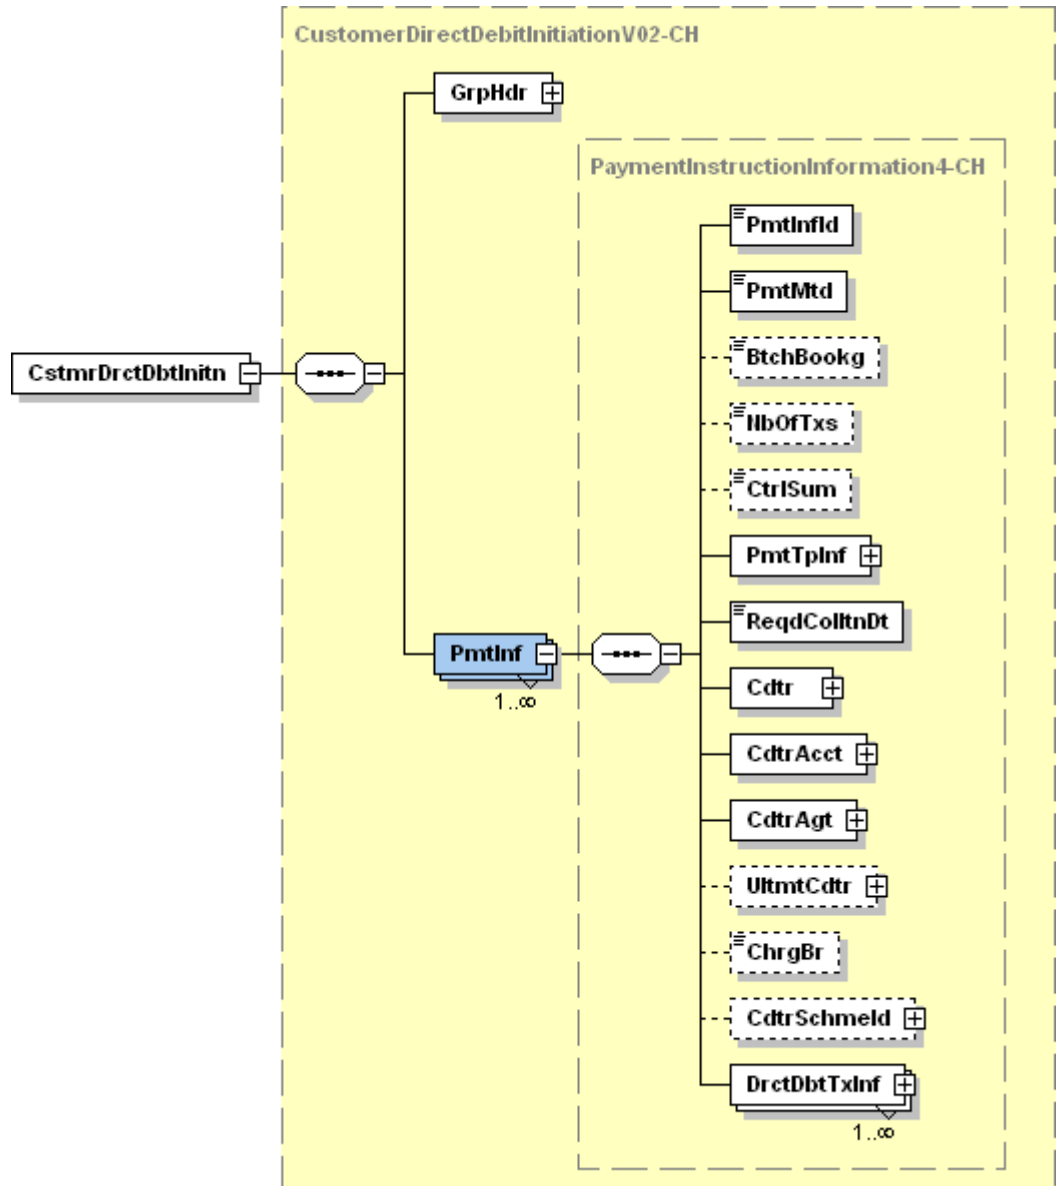 CustomerDirectDebitInitiationV02-CH
GrpHdr
PaymentInstructionInformation4-CH
PmtInfId
PmtMtd
BtchBookg
CstmrDrctDbtInitn
NbOfTxs
CtrlSum
PmtTpInf
ReqdColltnDt
PmtInf
1..∞
Cdtr
CdtrAcct
CdtrAgt
UltmtCdtr
ChrgBr
CdtrSchmeId
DrctDbtTxInf
1..∞